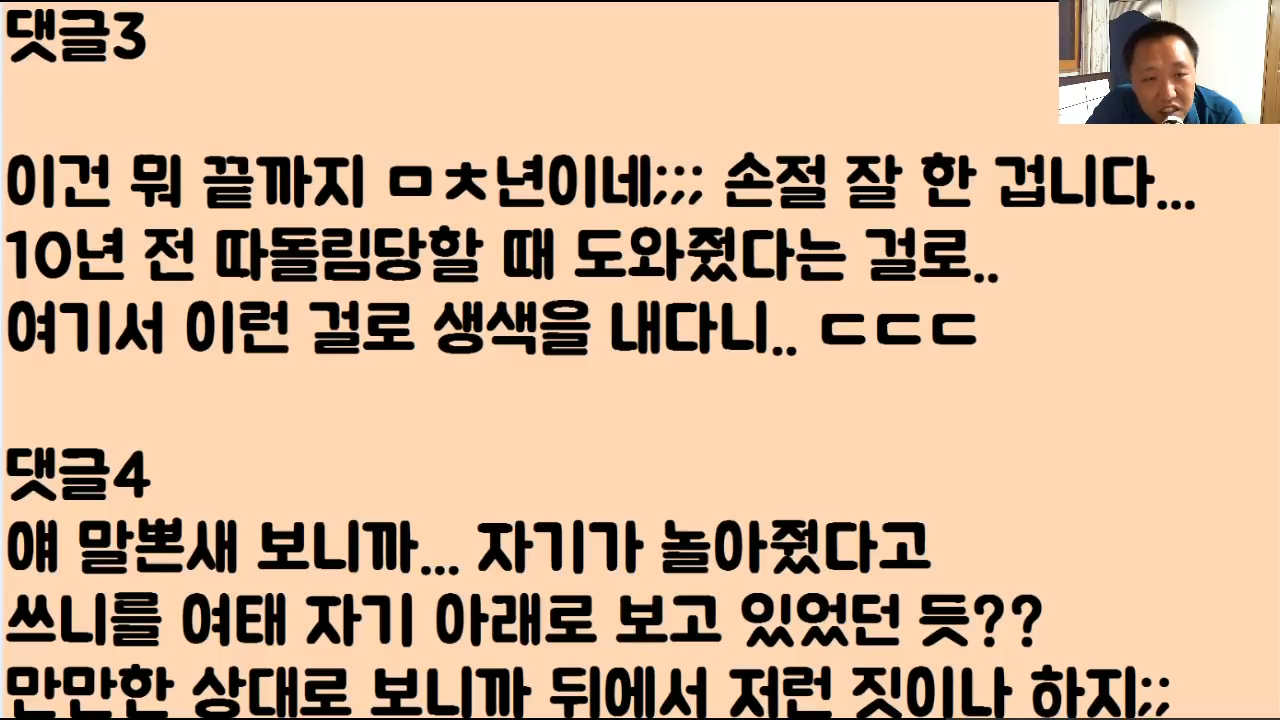 댓글3
이건 뭐 끝까지 ㅁㅊ년이네;;; 손절 잘 한 겁니다...
10년 전 따돌림당할 때 도와줬다는 걸로..
여기서 이런 걸로 생색을 내다니.. ㄷㄷㄷ
댓글4
얘 말뽄새 보니까... 자기가 놀아줬다고
쓰니를 여태 자기 아래로 보고 있었던 듯??
만만한 상대로 보니까 뒤에서 저런 짓이나 하지;;